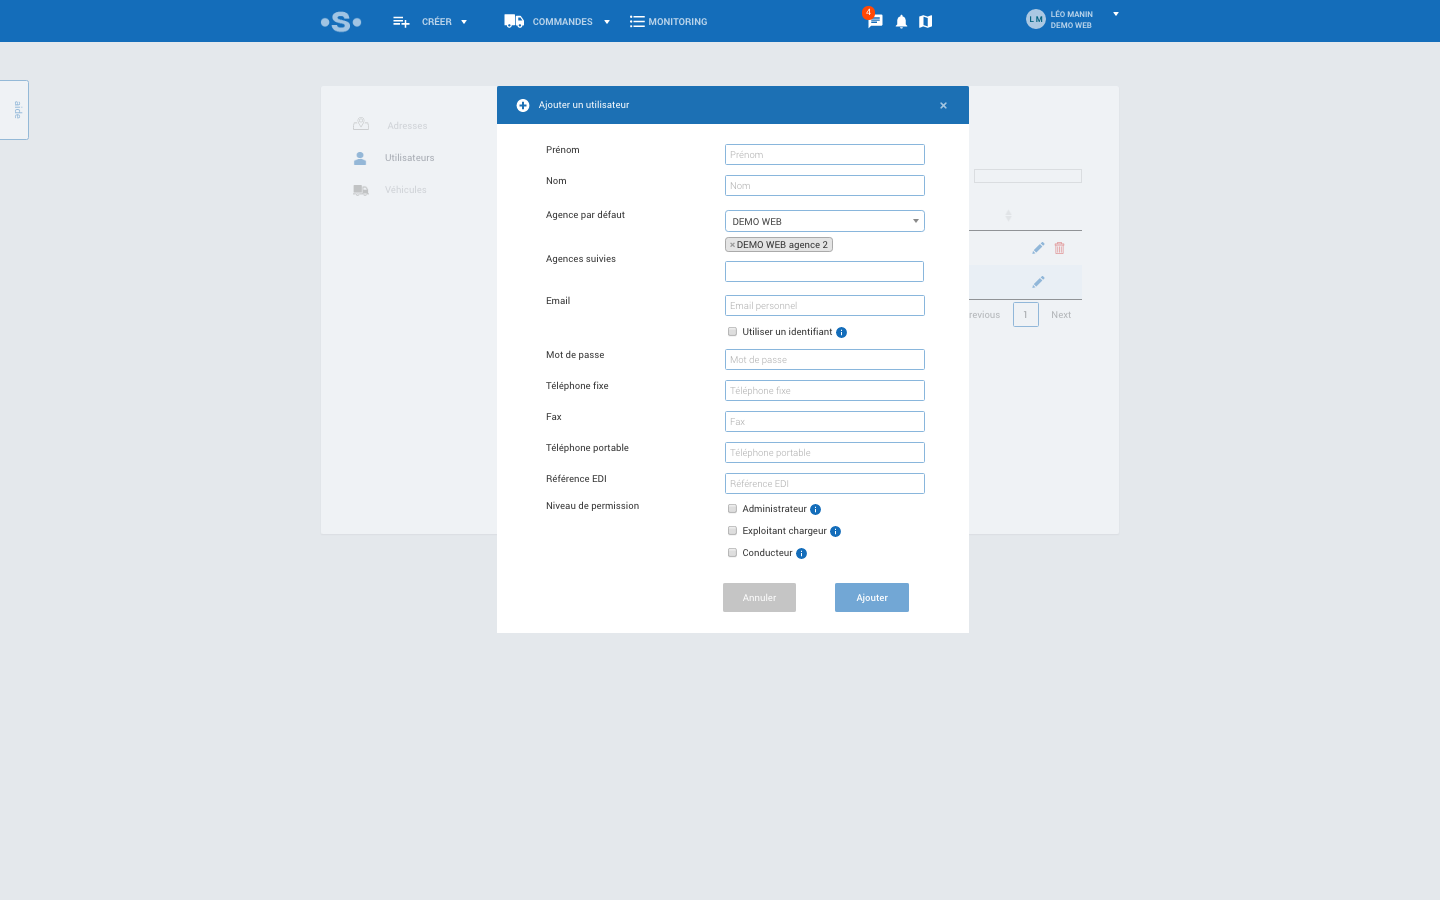 S
CRÉER
COMMANDES
MONITORING
4
LM
LÉO MANIN
DEMO WEB
aide
Adresses
Utilisateurs
Véhicules
Ajouter un utilisateur
×
Prénom
Prénom
Nom
Nom
Agence par défaut
DEMO WEB
× DEMO WEB agence 2
Agences suivies
Email
Email personnel
Utiliser un identifiant
Mot de passe
Mot de passe
Téléphone fixe
Téléphone fixe
Fax
Fax
Téléphone portable
Téléphone portable
Référence EDI
Référence EDI
Niveau de permission
Administrateur
Exploitant chargeur
Conducteur
Annuler
Ajouter
revious
1
Next